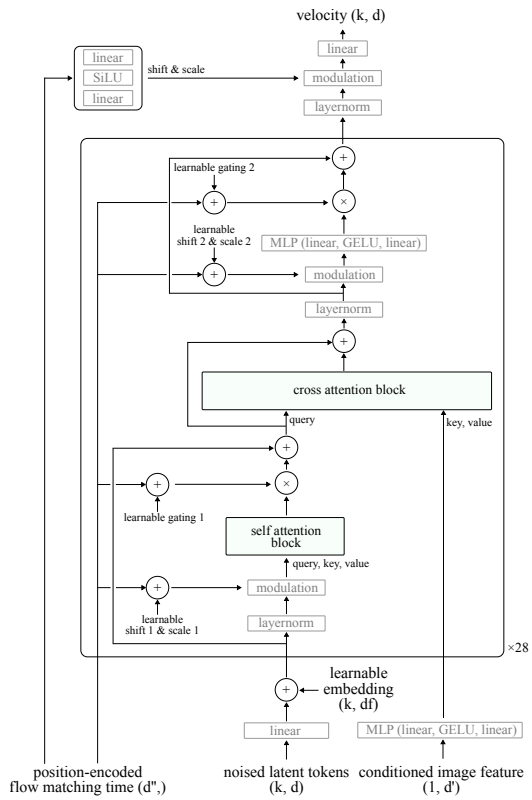 velocity (k, d)
linear
linear
SiLU
linear
shift & scale
modulation
layernorm
+
learnable gating 2
+
×
learnable
shift 2 & scale 2
MLP (linear, GELU, linear)
+
modulation
layernorm
+
cross attention block
query
key, value
+
+
×
learnable gating 1
self attention
block
query, key, value
+
modulation
learnable
shift 1 & scale 1
layernorm
×28
+
learnable
embedding
(k, df)
linear
MLP (linear, GELU, linear)
position-encoded
flow matching time (d'',)
noised latent tokens
(k, d)
conditioned image feature
(1, d')